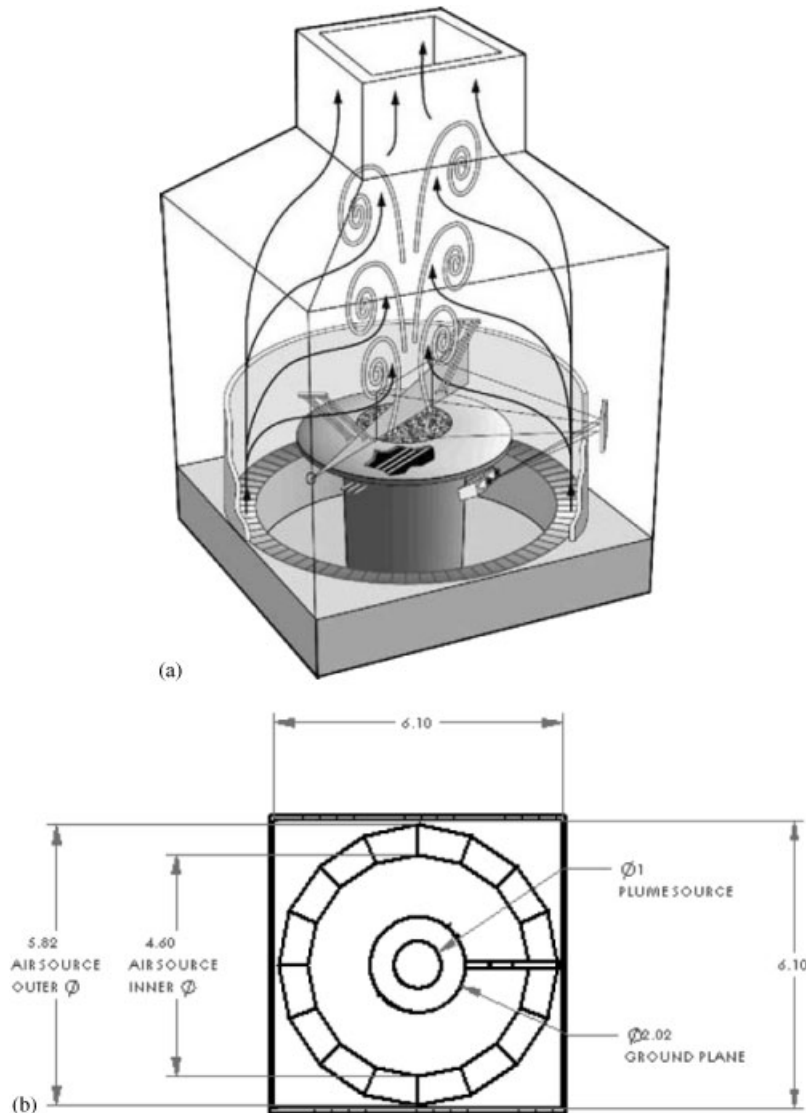 (a)
6.10
Ø1
PLUME SOURCE
5.82
AIR SOURCE
OUTER Ø
4.60
AIR SOURCE
INNER Ø
6.10
Ø2.02
GROUND PLANE
(b)